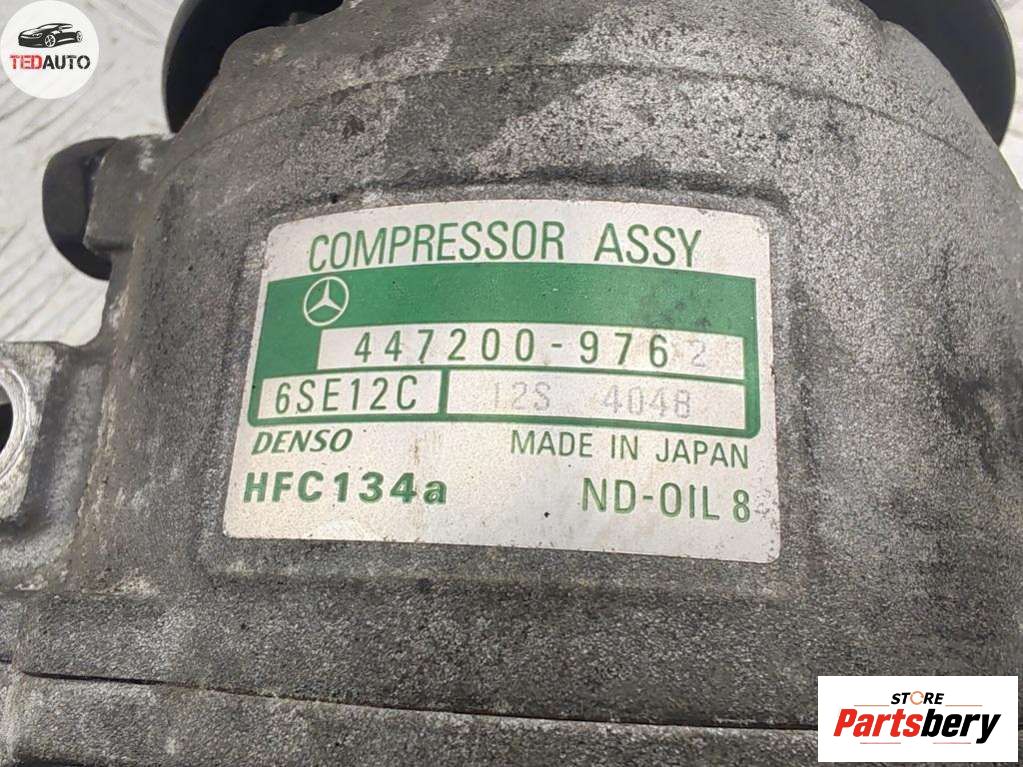 TEDAUTO
COMPRESSOR ASSY
447200-9762
6SE12C 12S 4048
DENSO MADE IN JAPAN
HFC134a ND-OIL 8
STORE
Partsbery